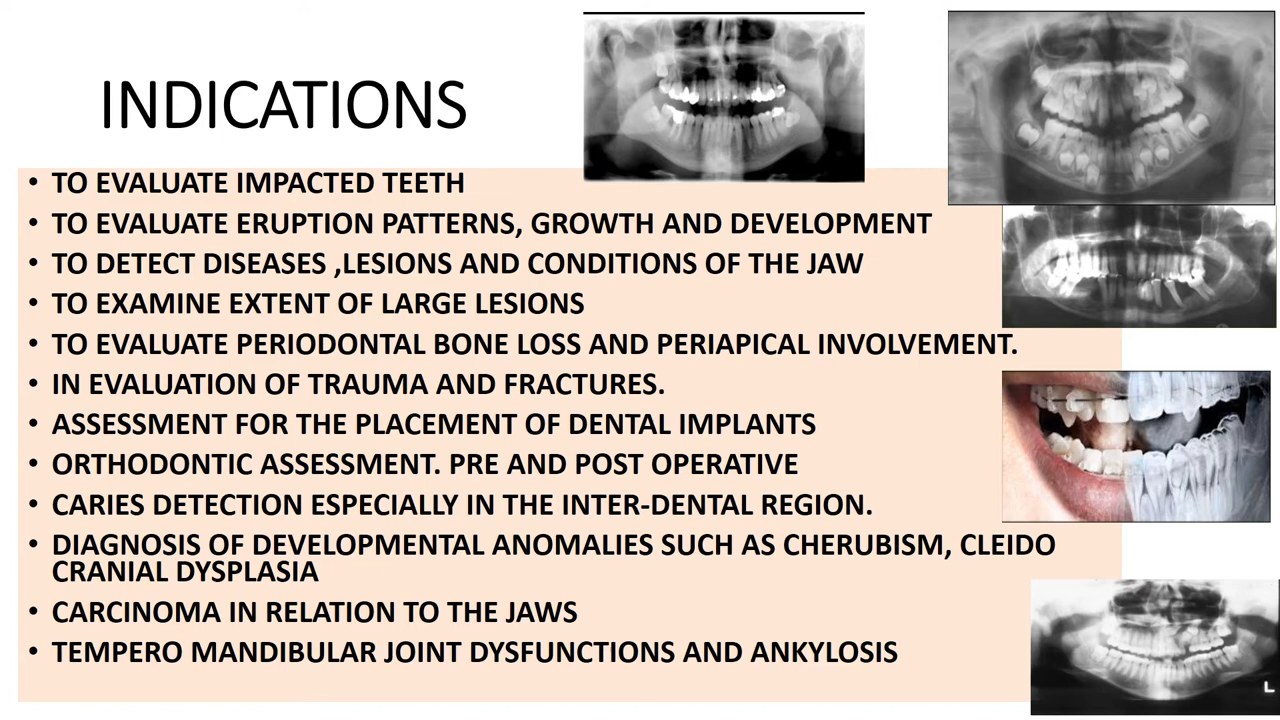 INDICATIONS
• TO EVALUATE IMPACTED TEETH
• TO EVALUATE ERUPTION PATTERNS, GROWTH AND DEVELOPMENT
• TO DETECT DISEASES ,LESIONS AND CONDITIONS OF THE JAW
• TO EXAMINE EXTENT OF LARGE LESIONS
• TO EVALUATE PERIODONTAL BONE LOSS AND PERIAPICAL INVOLVEMENT.
• IN EVALUATION OF TRAUMA AND FRACTURES.
• ASSESSMENT FOR THE PLACEMENT OF DENTAL IMPLANTS
• ORTHODONTIC ASSESSMENT. PRE AND POST OPERATIVE
• CARIES DETECTION ESPECIALLY IN THE INTER-DENTAL REGION.
• DIAGNOSIS OF DEVELOPMENTAL ANOMALIES SUCH AS CHERUBISM, CLEIDO
CRANIAL DYSPLASIA
• CARCINOMA IN RELATION TO THE JAWS
• TEMPERO MANDIBULAR JOINT DYSFUNCTIONS AND ANKYLOSIS
L